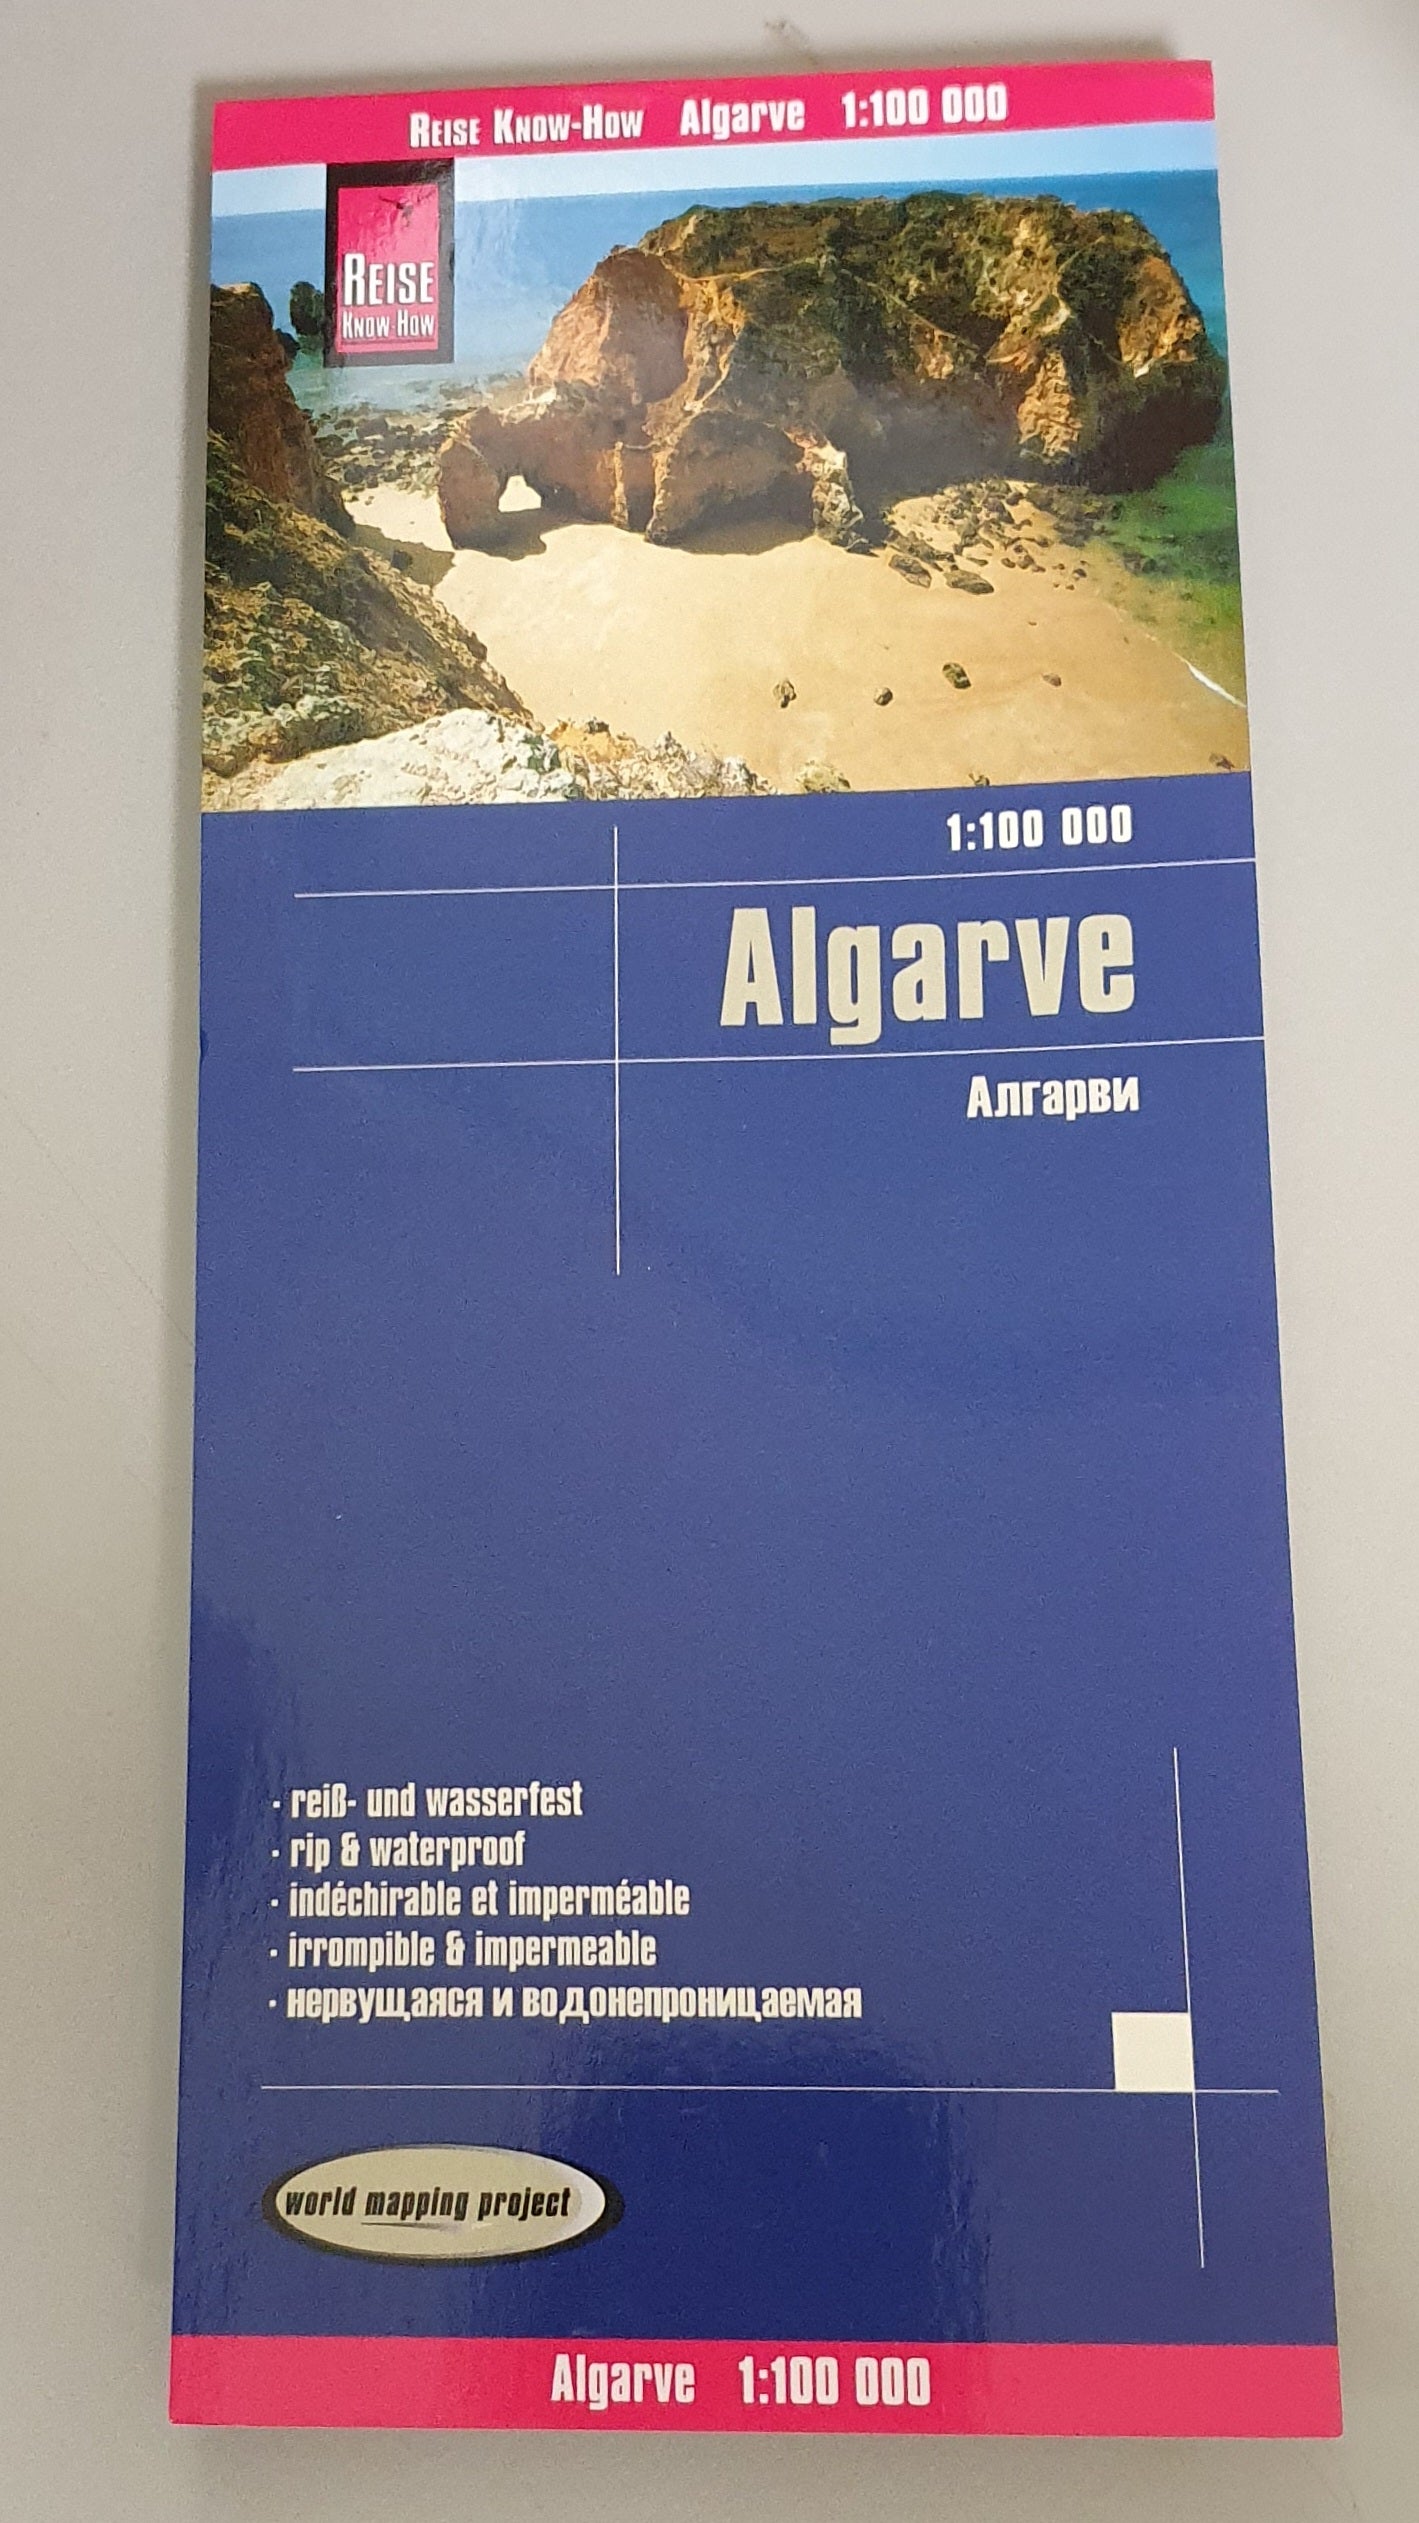 REISE KNOW-HOW Algarve 1:100 000
REISE
KNOW-HOW
1:100 000
Algarve
Алгарви
· reiß- und wasserfest
· rip & waterproof
· indéchirable et imperméable
· irrompible & impermeable
· нервущаяся и водонепроницаемая
world mapping project
Algarve 1:100 000